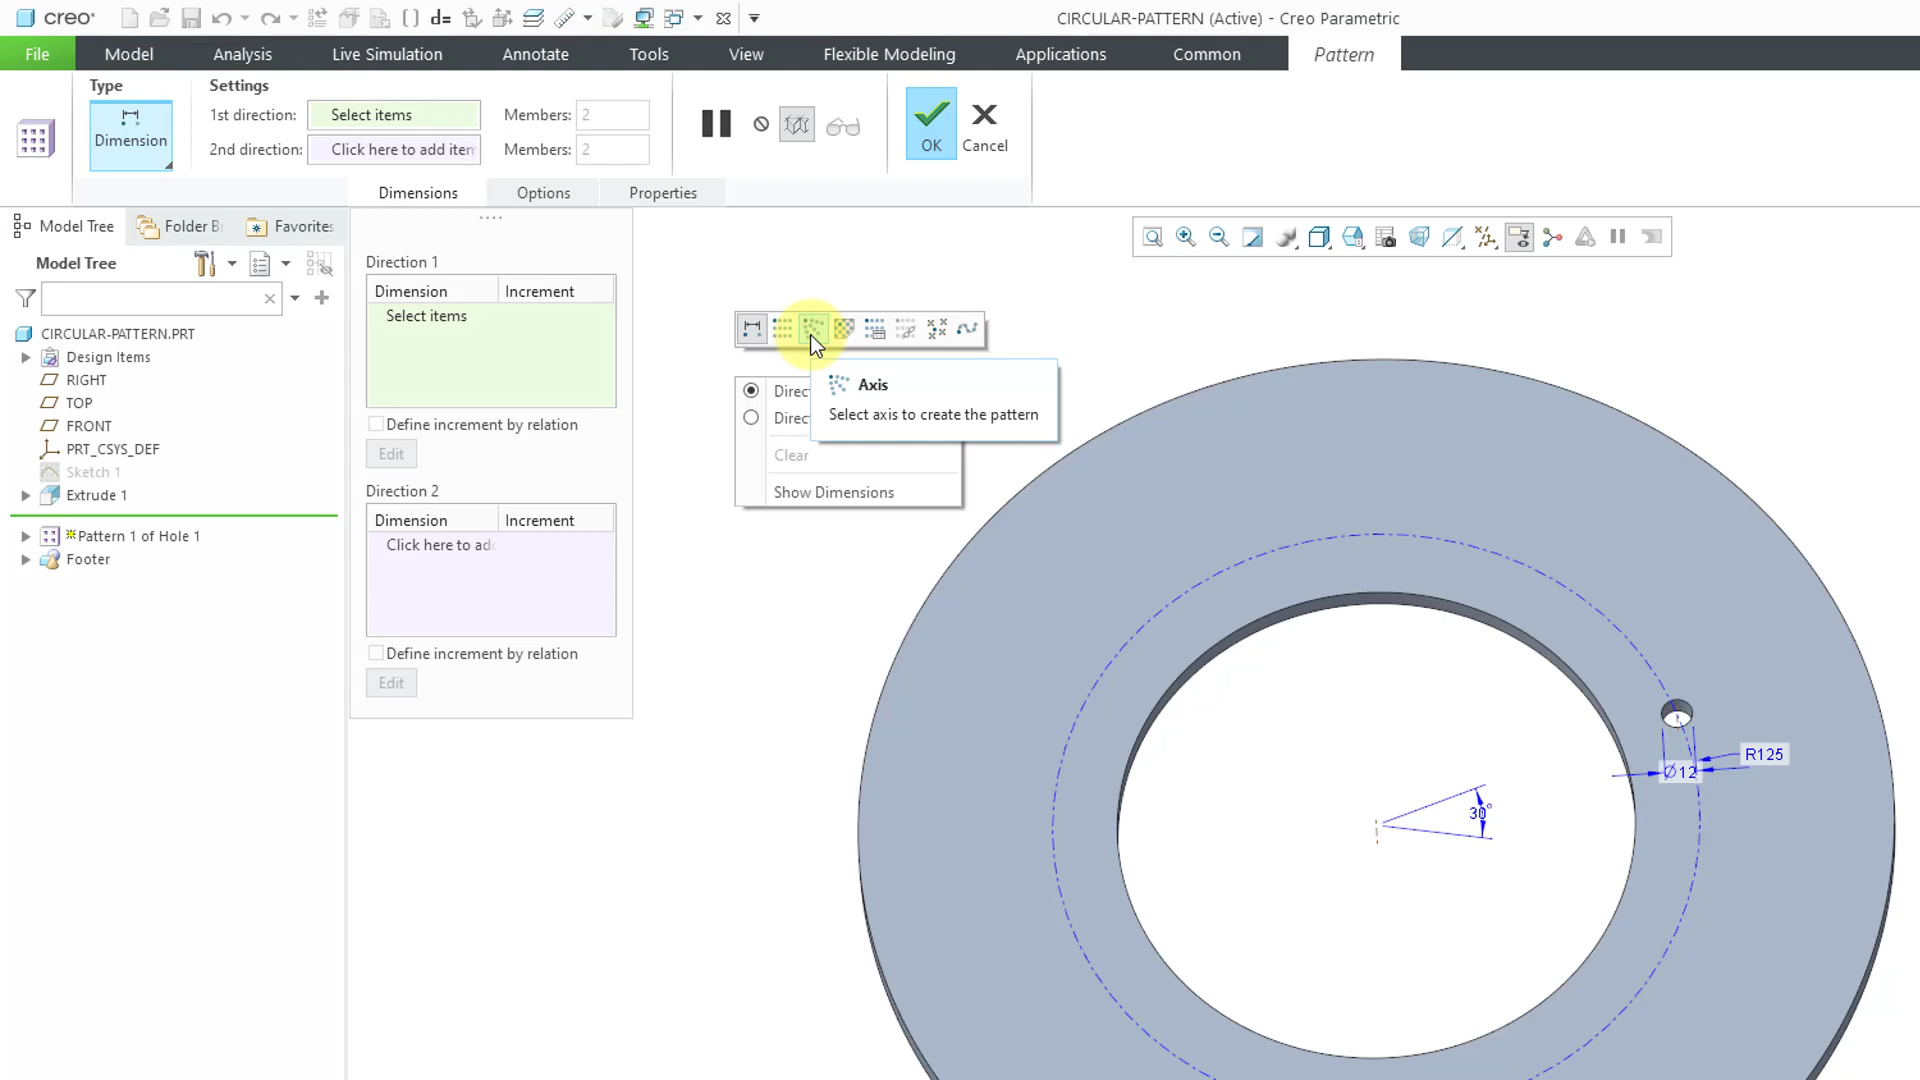 creo®
d=
CIRCULAR-PATTERN (Active) - Creo Parametric
File Model Analysis Live Simulation Annotate Tools View Flexible Modeling Applications Common Pattern
Type Settings
1st direction: Select items Members: 2
Dimension
2nd direction: Click here to add item Members: 2
OK Cancel
Dimensions Options Properties
Model Tree Folder B Favorites
Model Tree
Direction 1
Dimension Increment
Select items
Define increment by relation
Edit
Direction 2
Dimension Increment
Click here to add
Define increment by relation
Edit
CIRCULAR-PATTERN.PRT
Design Items
RIGHT
TOP
FRONT
PRT_CSYS_DEF
Sketch 1
Extrude 1
Pattern 1 of Hole 1
Footer
Axis
Select axis to create the pattern
Direc
Direc
Clear
Show Dimensions
R125
Ø12
30°